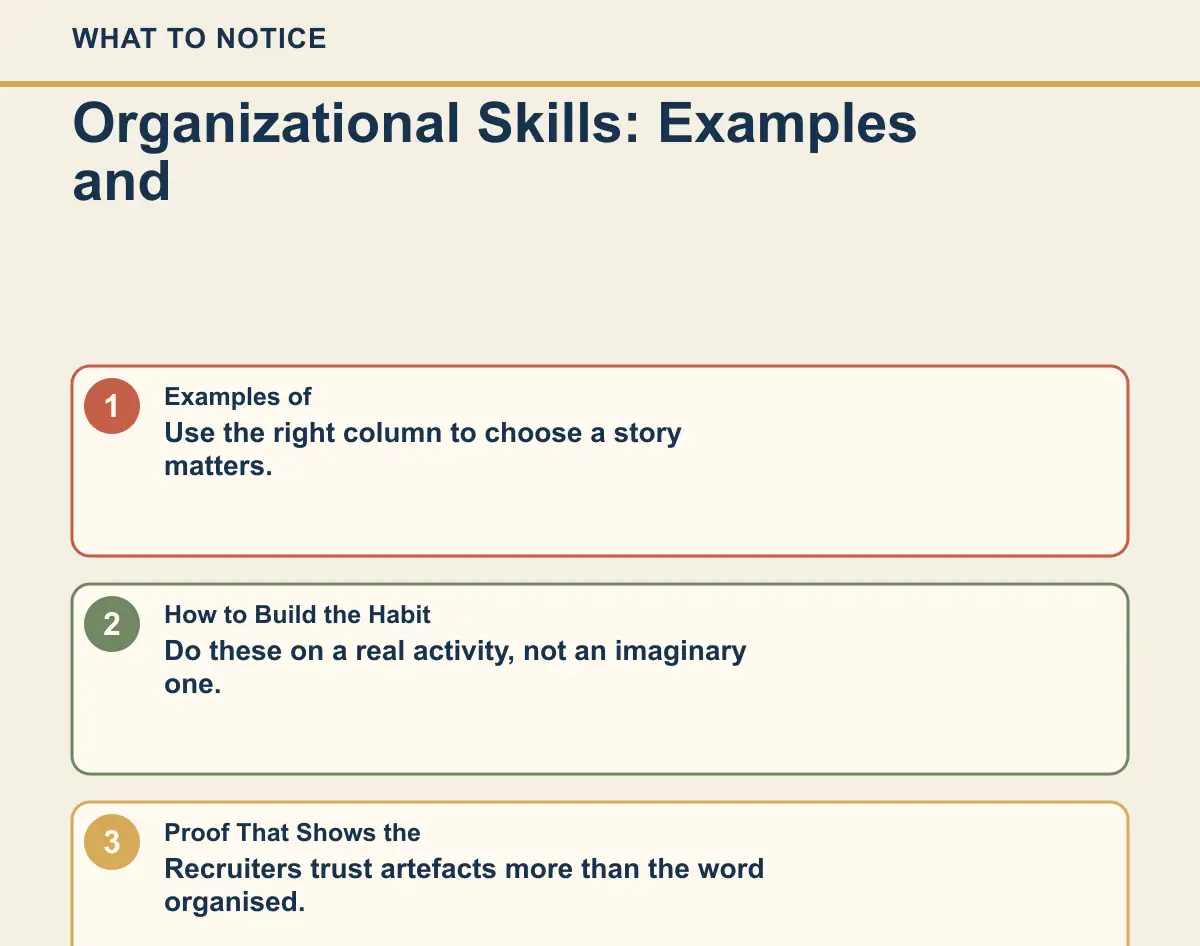 WHAT TO NOTICE
Organizational Skills: Examples
and
1
Examples of
Use the right column to choose a story
matters.
2
How to Build the Habit
Do these on a real activity, not an imaginary
one.
3
Proof That Shows the
Recruiters trust artefacts more than the word
organised.